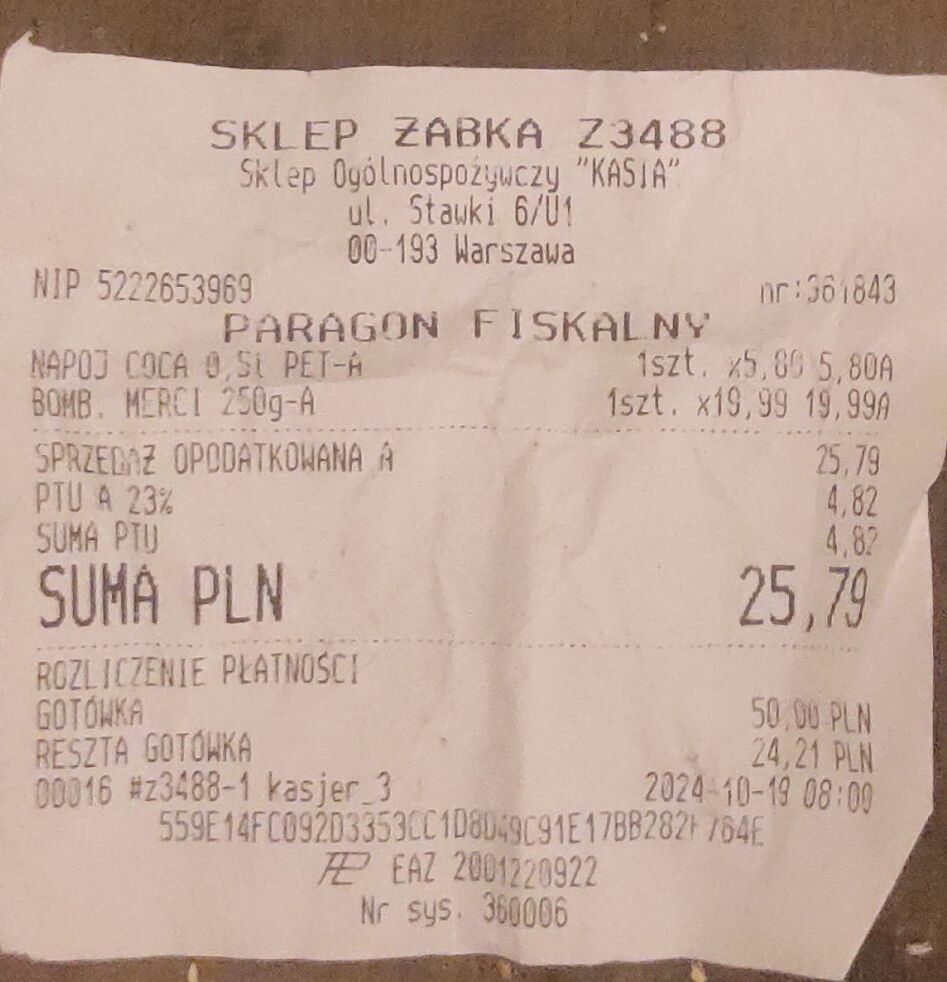 SKLEP ŻABKA Z3488
Sklep Ogólnospożywczy "KASIA"
ul. Stawki 6/U1
00-193 Warszawa
NIP 5222653969 nr:361843
PARAGON FISKALNY
NAPOJ COCA 0,5l PET-A 1szt. x5,80 5,80A
BOMB. MERCI 250g-A 1szt. x19,99 19,99A
SPRZEDAŻ OPODATKOWANA A 25,79
PTU A 23% 4,82
SUMA PTU 4,82
SUMA PLN 25,79
ROZLICZENIE PŁATNOŚCI
GOTÓWKA 50,00 PLN
RESZTA GOTÓWKA 24,21 PLN
00016 #z3488-1 kasjer_3 2024-10-19 08:00
EAZ 2001220922
Nr sys. 360006